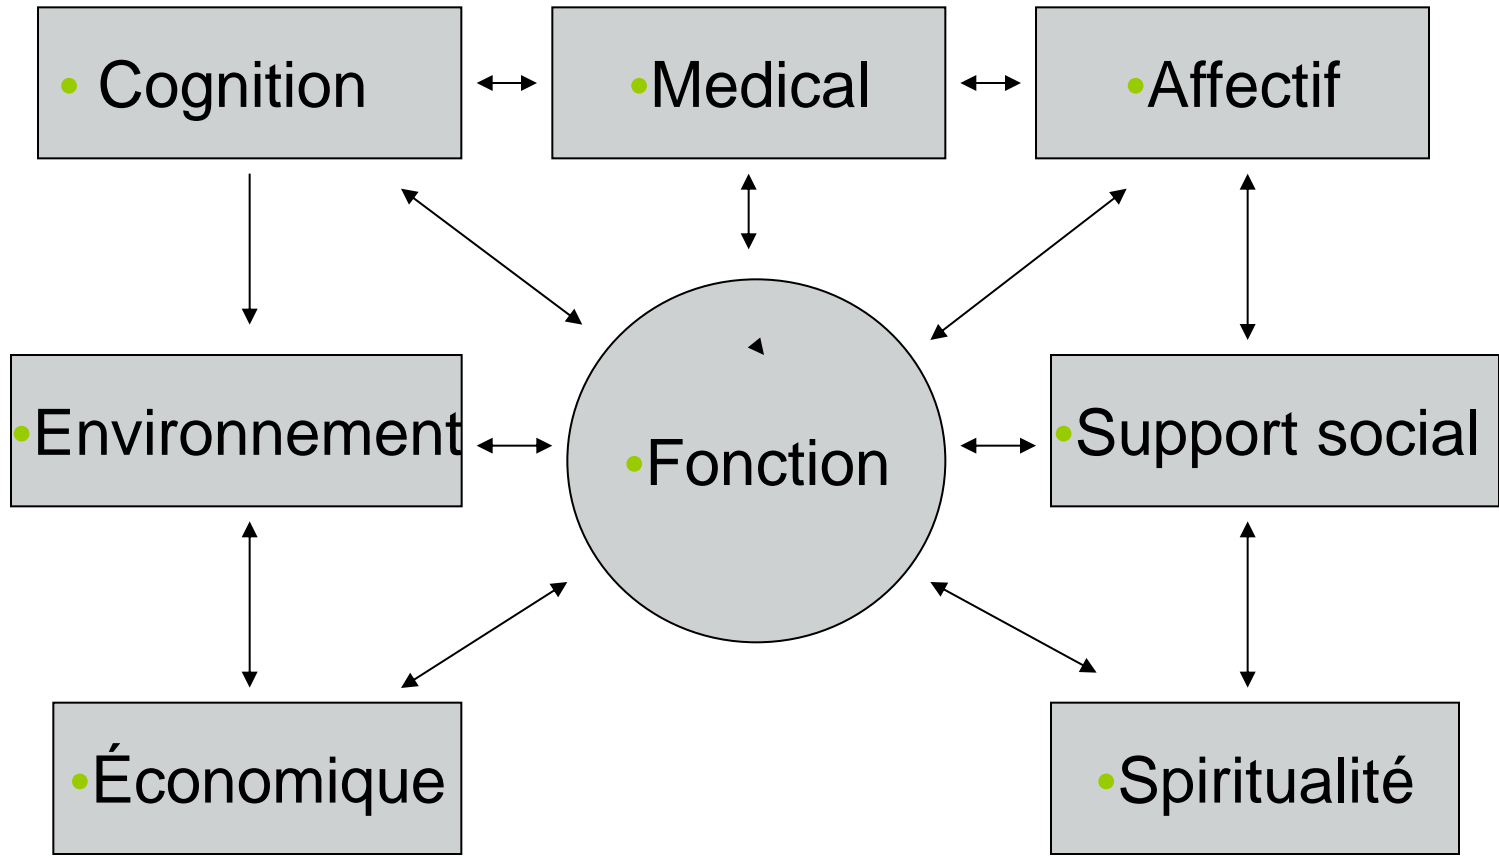 • Cognition
•Medical
•Affectif
•Environnement
•Fonction
•Support social
•Économique
•Spiritualité